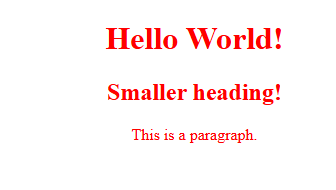 Hello World!
Smaller heading!
This is a paragraph.